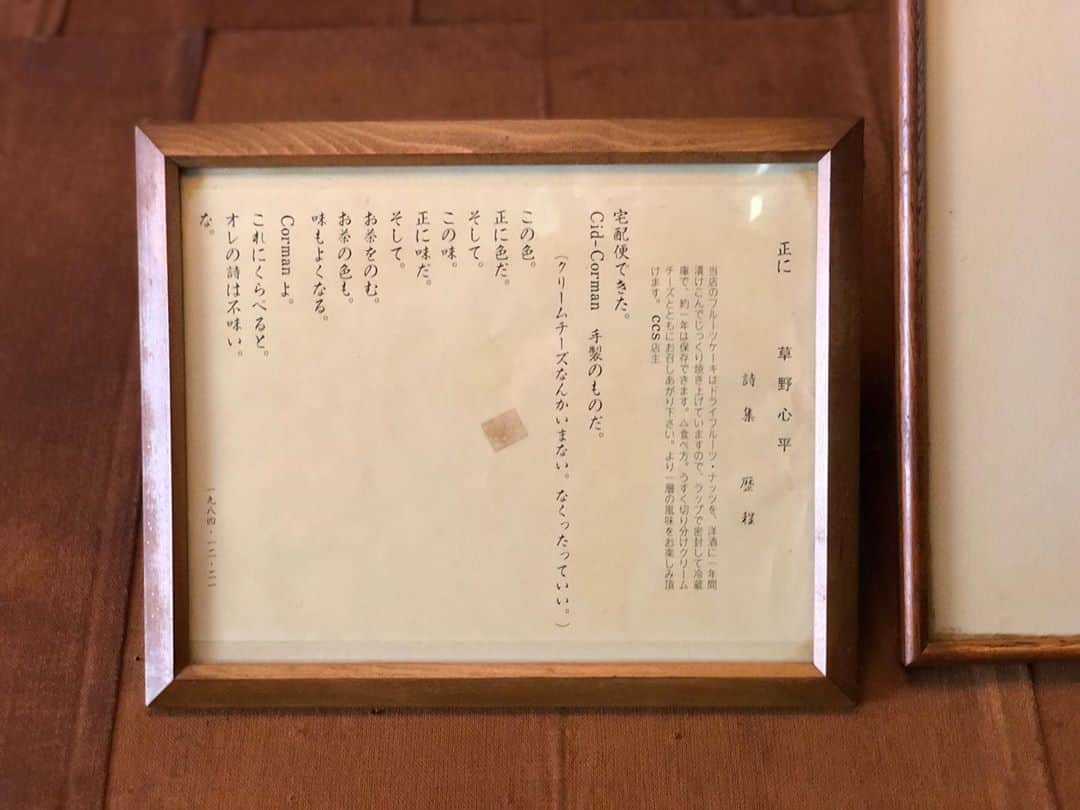 正に　草野心平
詩集　歴程
当店のフルーツケーキはドライフルーツ・ナッツを、洋酒に一年間
漬けこんでじっくり焼き上げていますので、ラップで密封して冷蔵
庫で、約一年は保存できます。△食べ方。うすく切り分けクリーム
チーズとともにお召しあがり下さい。より一層の風味をお楽しみ頂
けます。ccs店主
宅配便できた。
Cid-Corman　手製のものだ。
（クリームチーズなんかいまない。なくったっていい。）
この色。
正に色だ。
そして。
この味。
正に味だ。
そして。
お茶をのむ。
お茶の色も。
味もよくなる。
Corman よ。
これにくらべると。
オレの詩は不味い。
な。
一九八四・一二・二一